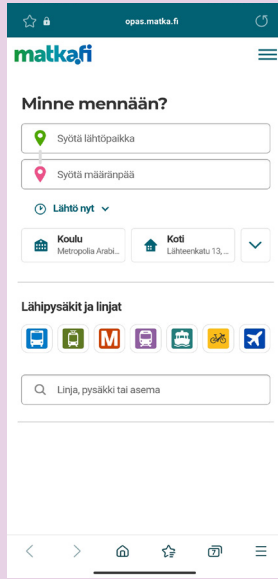 opas.matka.fi
matka.fi
Minne mennään?
Syötä lähtöpaikka
Syötä määränpää
Lähtö nyt
Koulu
Metropolia Arabi...
Koti
Lähteenkatu 13, ...
Lähipysäkit ja linjat
M
Linja, pysäkki tai asema
7